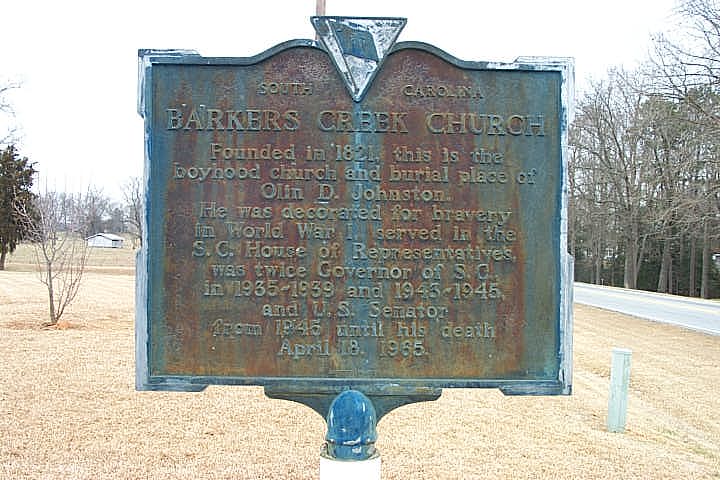 SOUTH CAROLINA
BARKERS CREEK CHURCH
Founded in 1821, this is the
boyhood church and burial place of
Olin D. Johnston.
He was decorated for bravery
in World War I, served in the
S.C. House of Representatives,
was twice Governor of S.C.
in 1935-1939 and 1943-1945,
and U.S. Senator
from 1945 until his death
April 18, 1965.